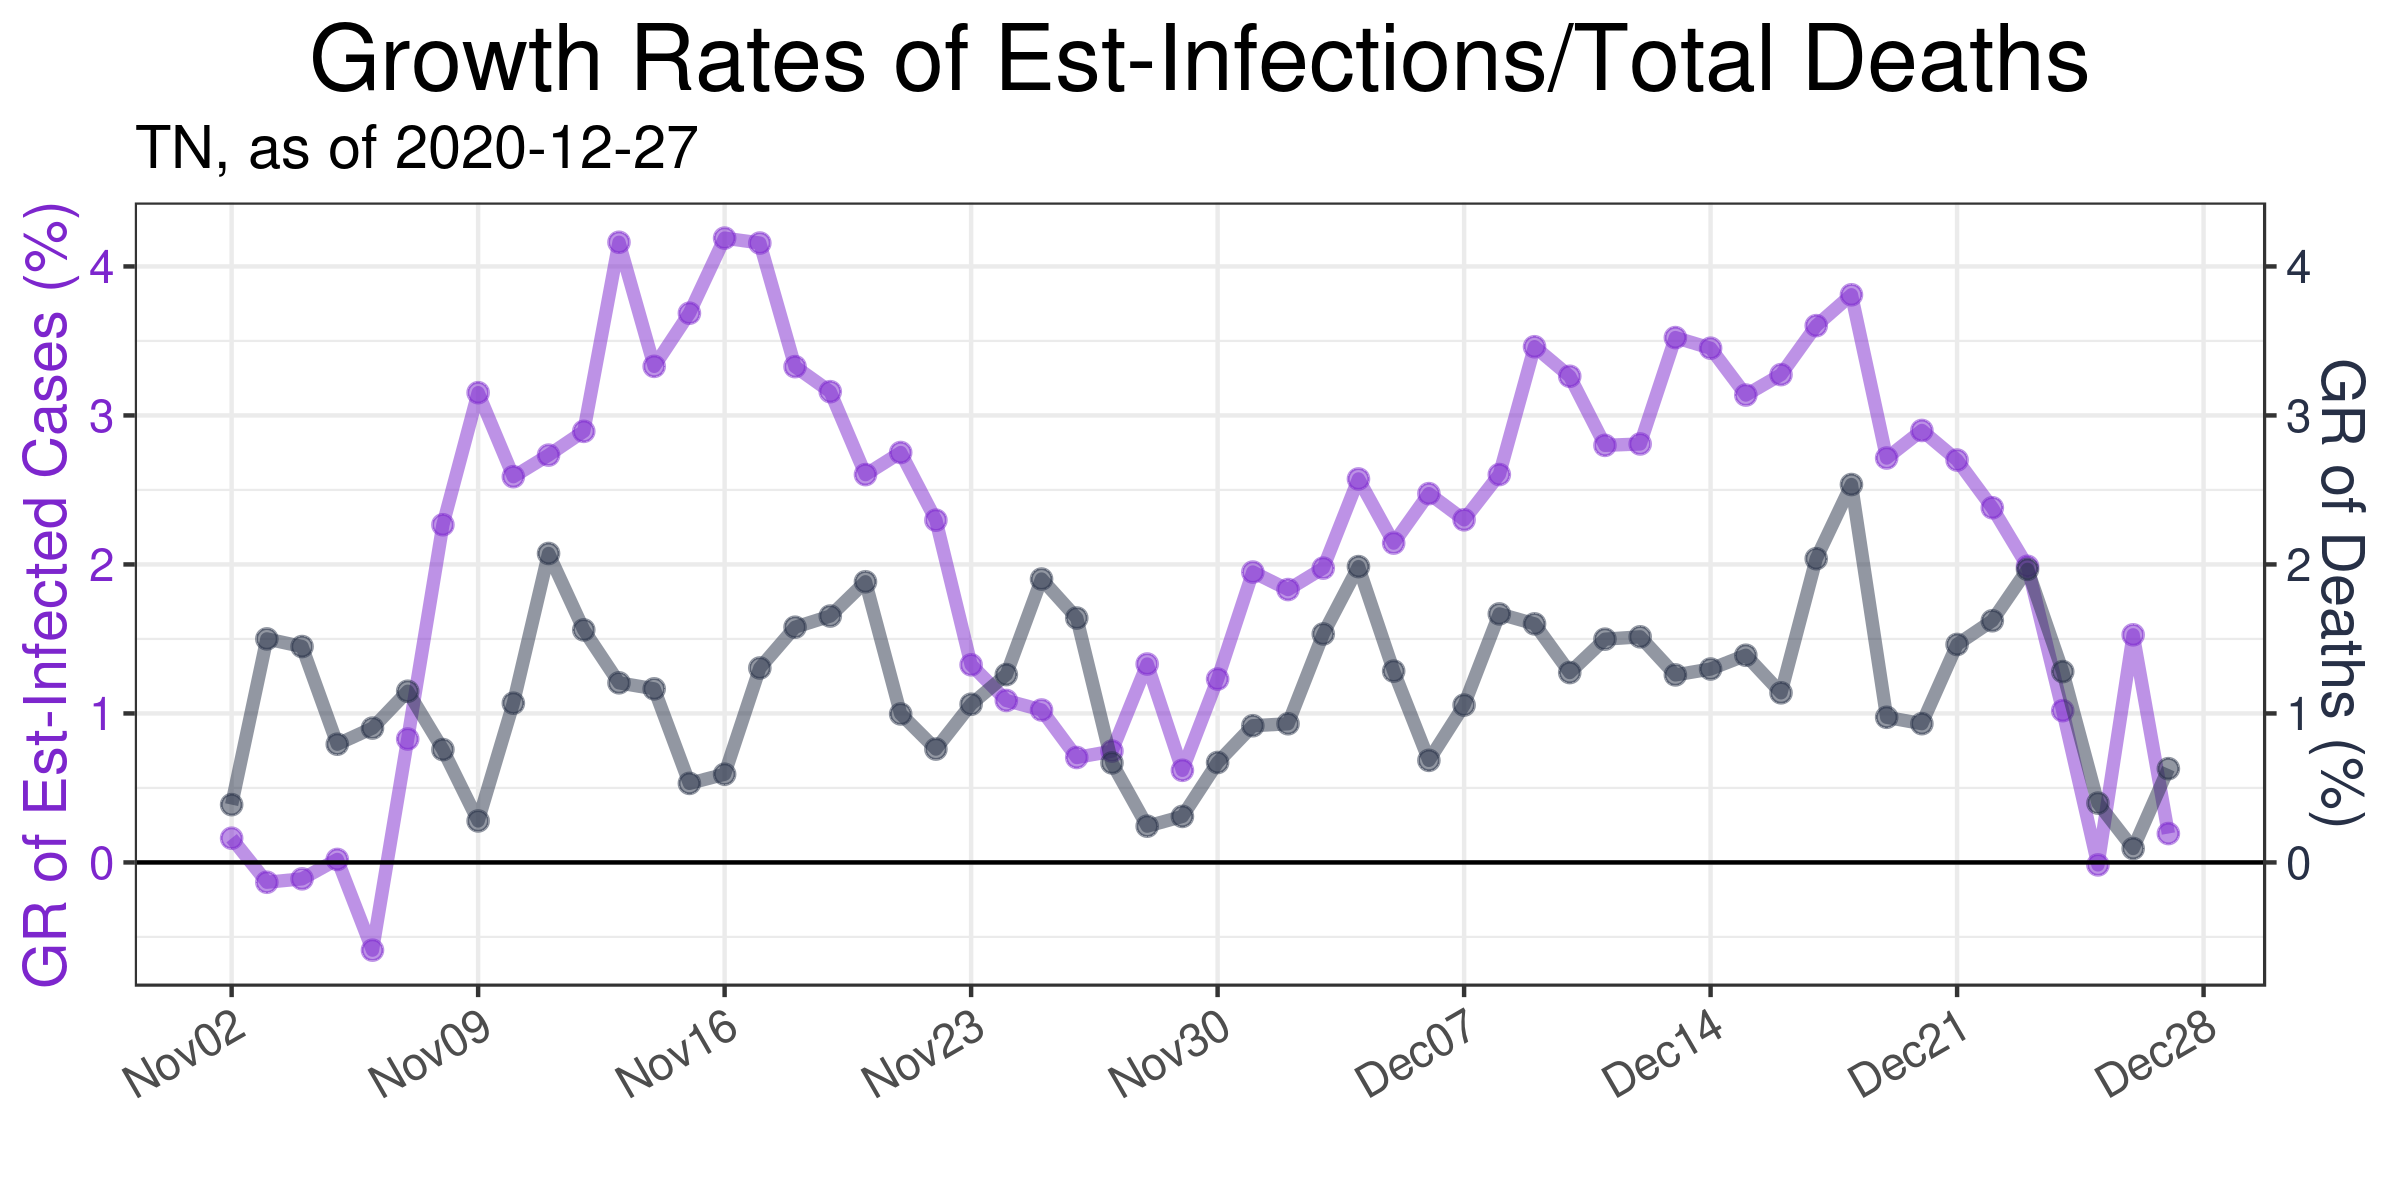 Growth Rates of Est-Infections/Total Deaths
TN, as of 2020-12-27
GR of Est-Infected Cases (%)
4
3
2
1
0
4
3
2
1
0
GR of Deaths (%)
Nov02
Nov09
Nov16
Nov23
Nov30
Dec07
Dec14
Dec21
Dec28